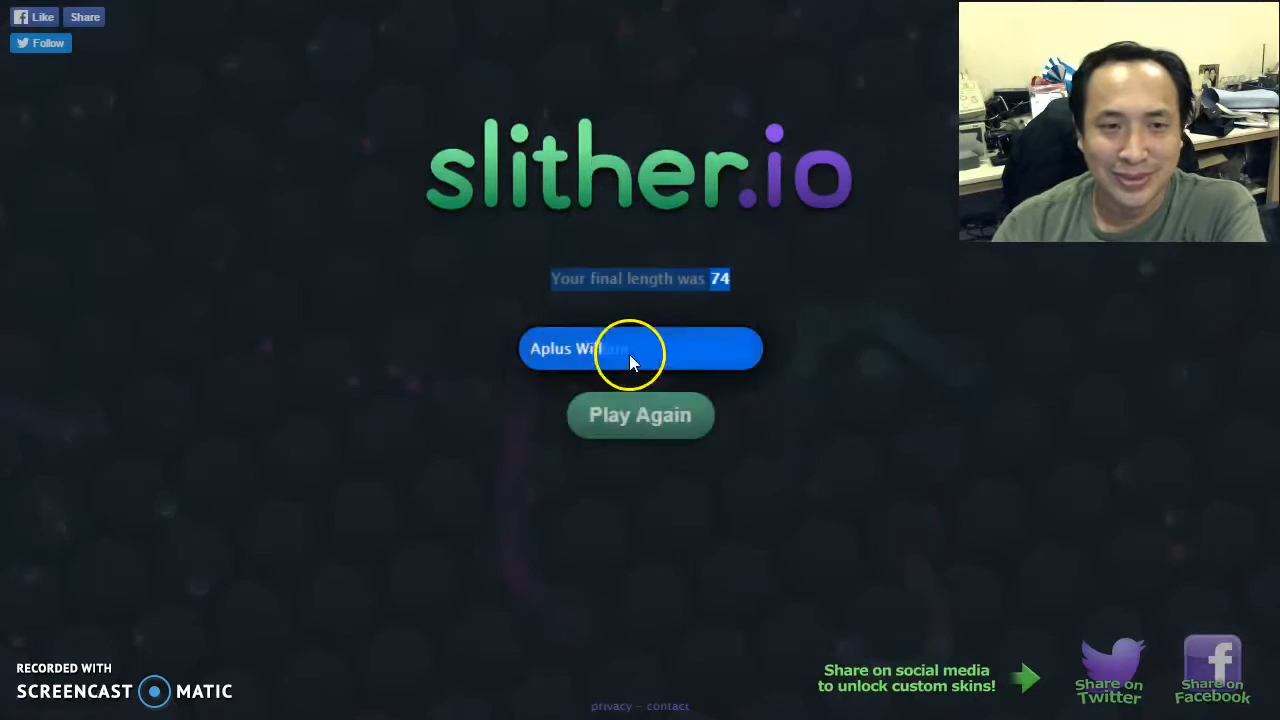 Like Share
Follow
slither.io
Your final length was 74
Aplus William
Play Again
RECORDED WITH
SCREENCAST MATIC
Share on social media
to unlock custom skins!
Share on
Twitter
Share on
Facebook
privacy - contact